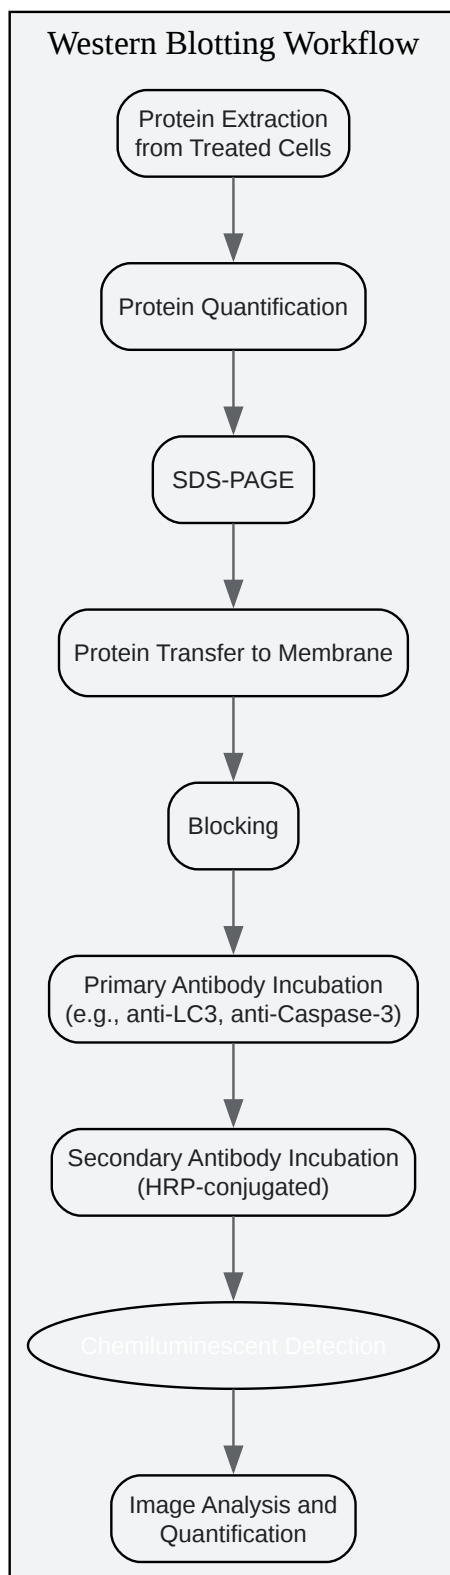 Western Blotting Workflow
Protein Extraction
from Treated Cells
Protein Quantification
SDS-PAGE
Protein Transfer to Membrane
Blocking
Primary Antibody Incubation
(e.g., anti-LC3, anti-Caspase-3)
Secondary Antibody Incubation
(HRP-conjugated)
Chemiluminescent Detection
Image Analysis and
Quantification